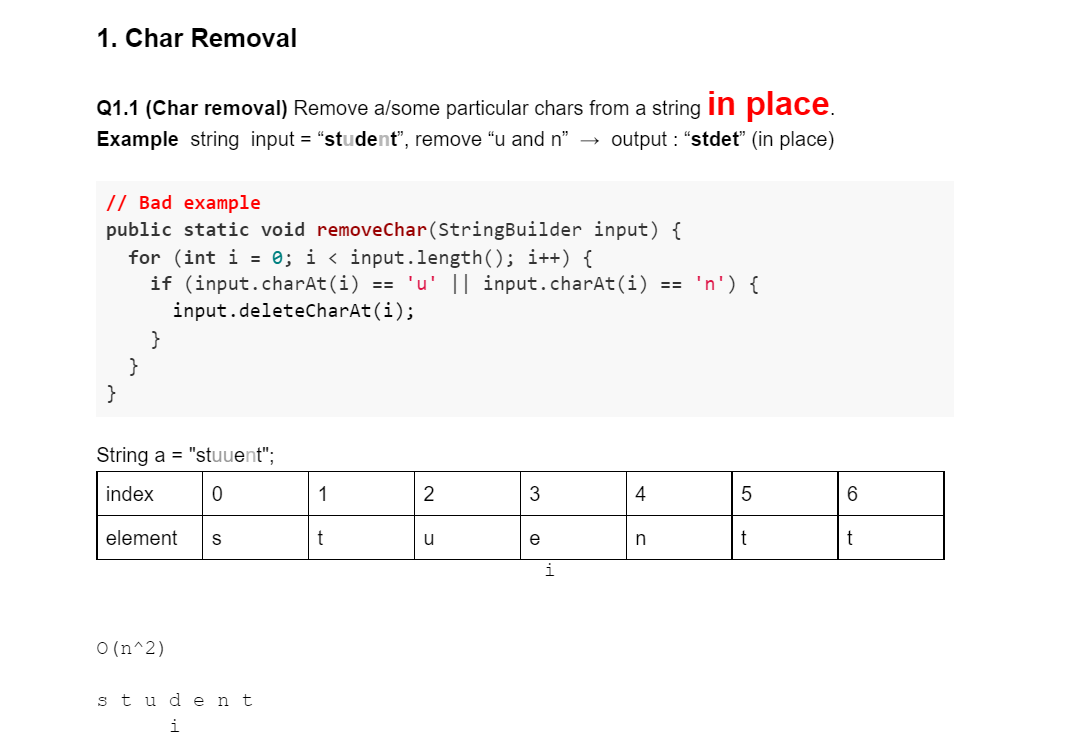 1. Char Removal
Q1.1 (Char removal) Remove a/some particular chars from a string in place.
Example string input = “student”, remove “u and n” → output : “stdet” (in place)
// Bad example
public static void removeChar(StringBuilder input) {
for (int i = 0; i < input.length(); i++) {
if (input.charAt(i) == 'u' || input.charAt(i) == 'n') {
input.deleteCharAt(i);
}
}
}
String a = "stuuent";
index 0 1 2 3 4 5 6
element s t u e n t t
i
O(n^2)
s t u d e n t
i